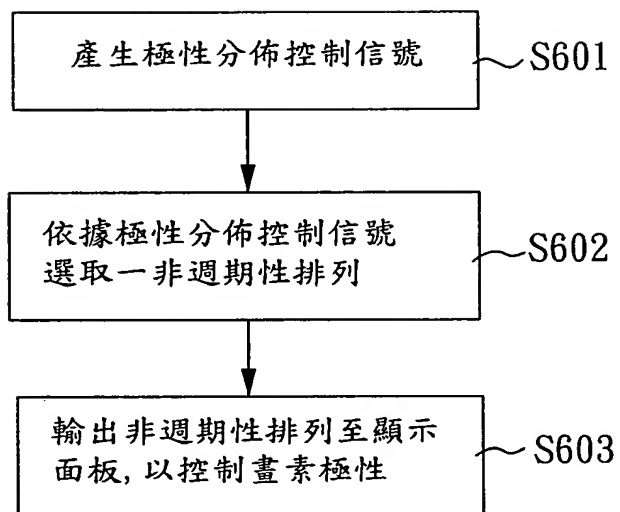 產生極性分佈控制信號
S601
依據極性分佈控制信號
選取一非週期性排列
S602
輸出非週期性排列至顯示
面板,以控制畫素極性
S603